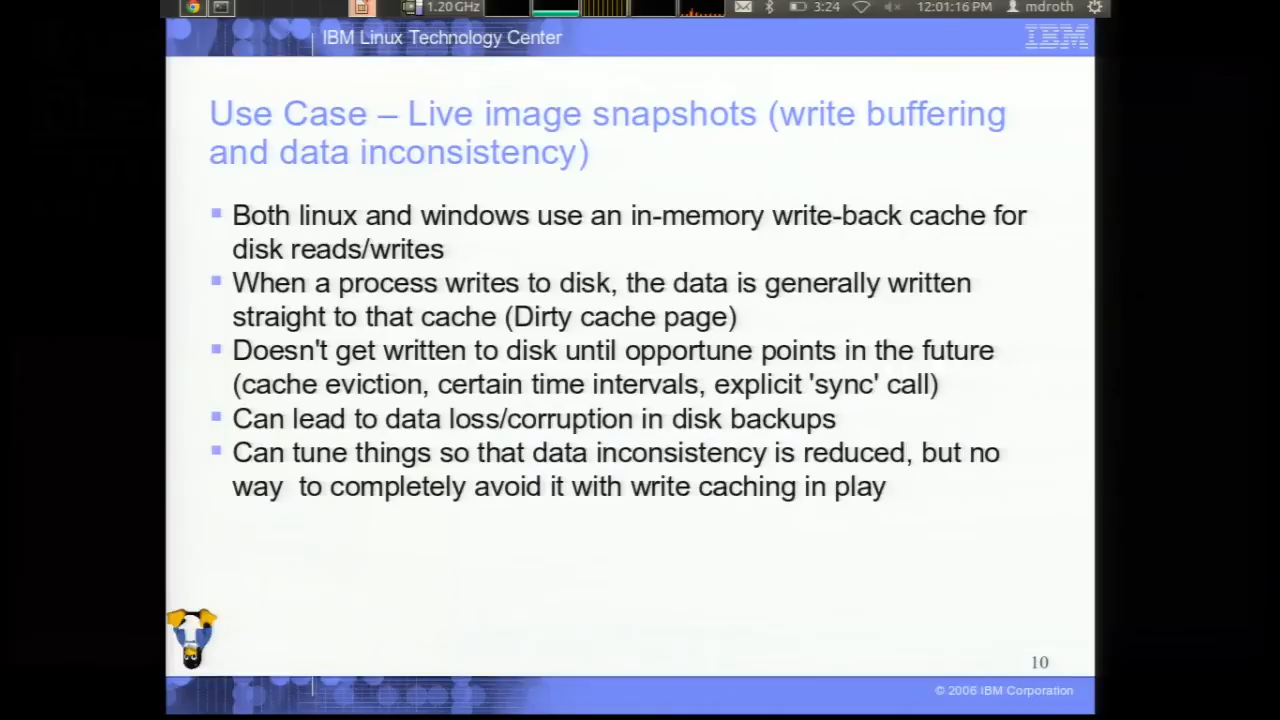 1.20 GHz
3:24
12:01:16 PM
mdroth
IBM Linux Technology Center
IBM
Use Case – Live image snapshots (write buffering
and data inconsistency)
Both linux and windows use an in-memory write-back cache for
disk reads/writes
When a process writes to disk, the data is generally written
straight to that cache (Dirty cache page)
Doesn't get written to disk until opportune points in the future
(cache eviction, certain time intervals, explicit 'sync' call)
Can lead to data loss/corruption in disk backups
Can tune things so that data inconsistency is reduced, but no
way  to completely avoid it with write caching in play
10
© 2006 IBM Corporation